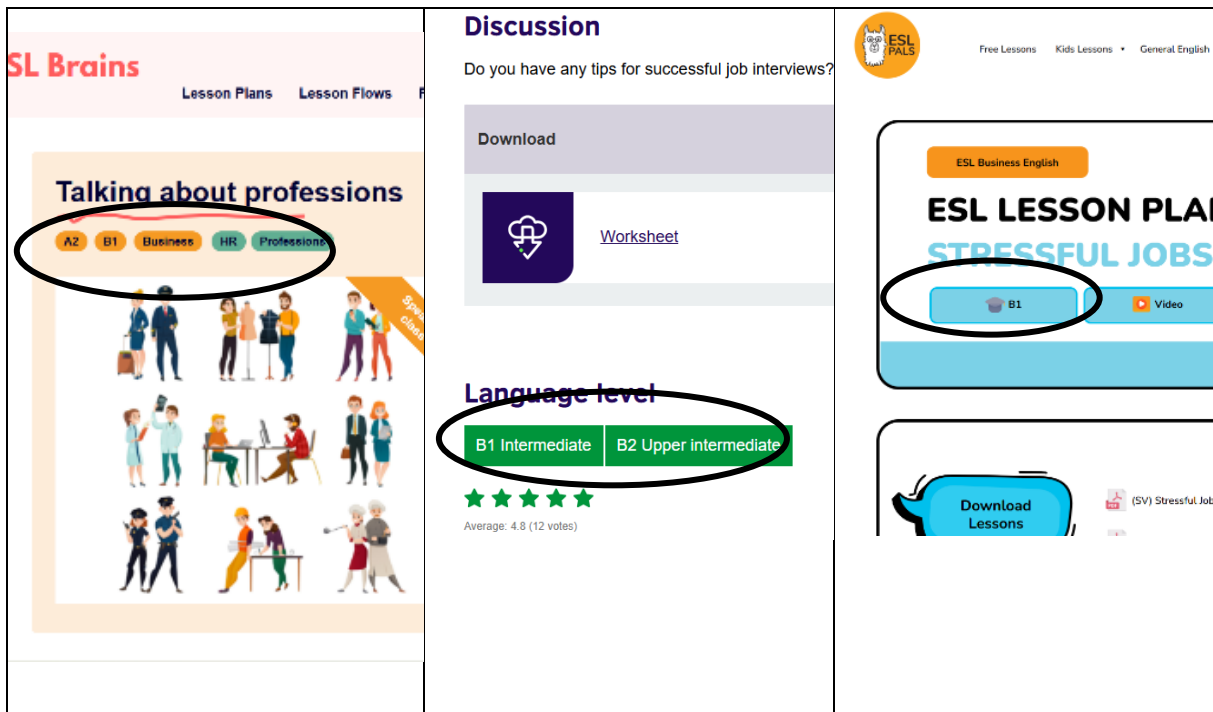 SL Brains
Lesson Plans Lesson Flows F
Talking about professions
A2 B1 Business HR Professions
Discussion
Do you have any tips for successful job interviews?
Download
Worksheet
Language level
B1 Intermediate B2 Upper intermediate
Average: 4.8 (12 votes)
ESL PALS
Free Lessons Kids Lessons General English
ESL Business English
ESL LESSON PLA
STRESSFUL JOBS
B1 Video
Download
Lessons
(SV) Stressful Job